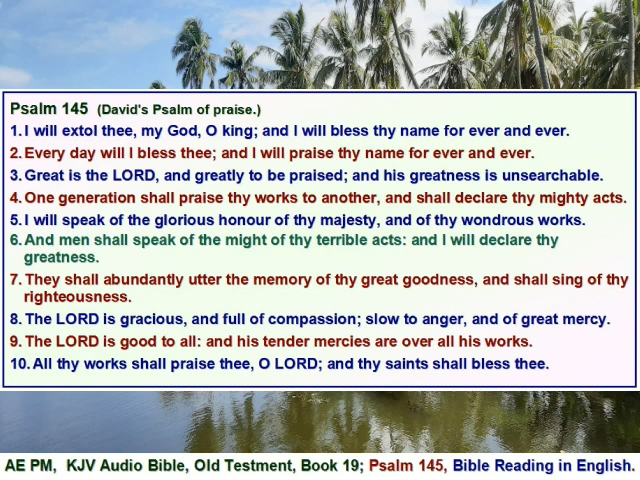 Psalm 145 (David's Psalm of praise.)
1. I will extol thee, my God, O king; and I will bless thy name for ever and ever.
2. Every day will I bless thee; and I will praise thy name for ever and ever.
3. Great is the LORD, and greatly to be praised; and his greatness is unsearchable.
4. One generation shall praise thy works to another, and shall declare thy mighty acts.
5. I will speak of the glorious honour of thy majesty, and of thy wondrous works.
6. And men shall speak of the might of thy terrible acts: and I will declare thy
greatness.
7. They shall abundantly utter the memory of thy great goodness, and shall sing of thy
righteousness.
8. The LORD is gracious, and full of compassion; slow to anger, and of great mercy.
9. The LORD is good to all: and his tender mercies are over all his works.
10. All thy works shall praise thee, O LORD; and thy saints shall bless thee.
AE PM, KJV Audio Bible, Old Testment, Book 19; Psalm 145, Bible Reading in English.